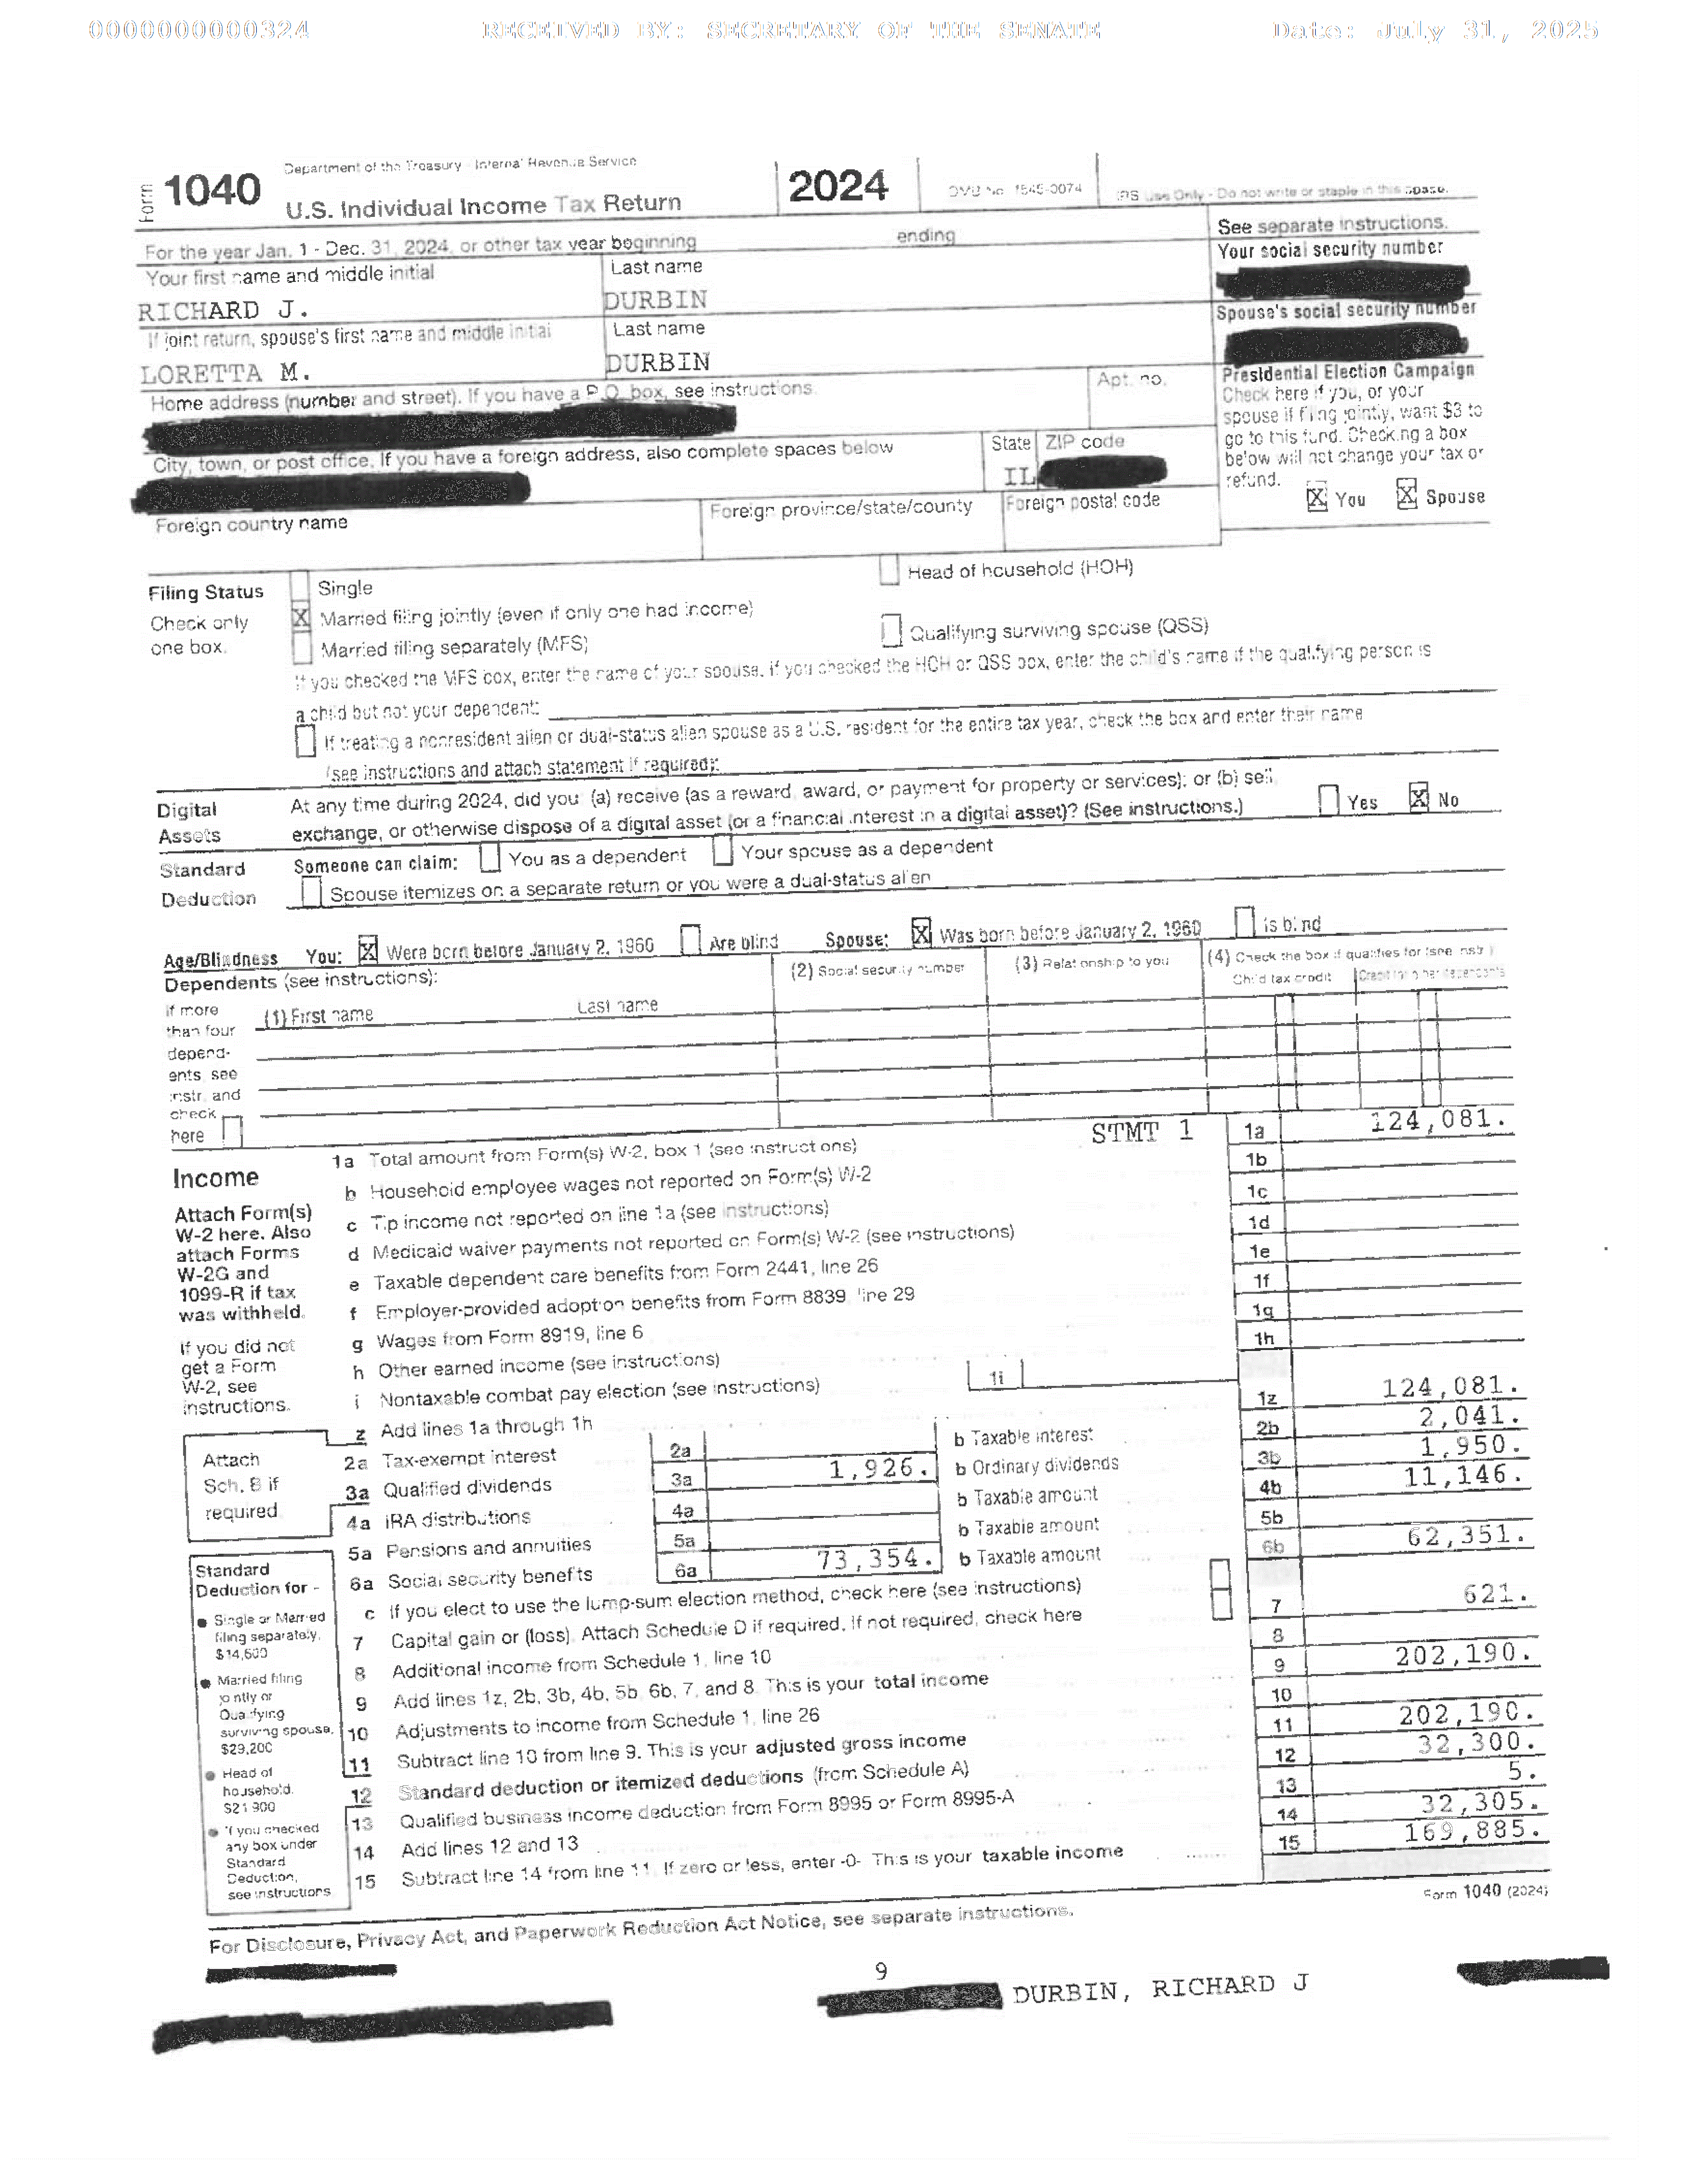 0000000000324 RECEIVED BY: SECRETARY OF THE SENATE Date: July 31, 2025
Form 1040 Department of the Treasury - Internal Revenue Service
U.S. Individual Income Tax Return 2024 OMB No. 1545-0074 IRS Use Only - Do not write or staple in this space.
For the year Jan. 1 - Dec. 31, 2024, or other tax year beginning ending See separate instructions.
Your first name and middle initial Last name Your social security number
RICHARD J. DURBIN
If joint return, spouse's first name and middle initial Last name Spouse's social security number
LORETTA M. DURBIN
Home address (number and street). If you have a P.O. box, see instructions. Apt. no. Presidential Election Campaign
Check here if you, or your
spouse if filing jointly, want $3 to
go to this fund. Checking a box
below will not change your tax or
refund.
X You X Spouse
City, town, or post office. If you have a foreign address, also complete spaces below State ZIP code
IL
Foreign country name Foreign province/state/county Foreign postal code
Filing Status
Check only
one box.
Single
X Married filing jointly (even if only one had income)
Married filing separately (MFS)
Head of household (HOH)
Qualifying surviving spouse (QSS)
If you checked the MFS box, enter the name of your spouse. if you checked the HOH or QSS box, enter the child's name if the qualifying person is
a child but not your dependent:
If treating a nonresident alien or dual-status alien spouse as a U.S. resident for the entire tax year, check the box and enter their name
(see instructions and attach statement if required):
Digital
Assets
At any time during 2024, did you: (a) receive (as a reward, award, or payment for property or services); or (b) sell,
exchange, or otherwise dispose of a digital asset (or a financial interest in a digital asset)? (See instructions.) Yes X No
Standard
Deduction
Someone can claim: You as a dependent Your spouse as a dependent
Spouse itemizes on a separate return or you were a dual-status alien
Age/Blindness You: X Were born before January 2, 1960 Are blind Spouse: X Was born before January 2, 1960 Is blind
Dependents (see instructions): (2) Social security number (3) Relationship to you (4) Check the box if qualifies for (see instr.)
(1) First name Last name Child tax credit Credit for other dependents
If more
than four
depend-
ents, see
instr. and
check
here
Income
Attach Form(s)
W-2 here. Also
attach Forms
W-2G and
1099-R if tax
was withheld.
If you did not
get a Form
W-2, see
instructions.
1a Total amount from Form(s) W-2, box 1 (see instructions) STMT 1 1a 124,081.
b Household employee wages not reported on Form(s) W-2 1b
c Tip income not reported on line 1a (see instructions) 1c
d Medicaid waiver payments not reported on Form(s) W-2 (see instructions) 1d
e Taxable dependent care benefits from Form 2441, line 26 1e
f Employer-provided adoption benefits from Form 8839, line 29 1f
g Wages from Form 8919, line 6 1g
h Other earned income (see instructions) 1h
i Nontaxable combat pay election (see instructions) 1i
z Add lines 1a through 1h 1z 124,081.
Attach
Sch. B if
required.
2a Tax-exempt interest 2a b Taxable interest 2b 2,041.
3a Qualified dividends 3a 1,926. b Ordinary dividends 3b 1,950.
4a IRA distributions 4a b Taxable amount 4b 11,146.
5a Pensions and annuities 5a b Taxable amount 5b
6a Social security benefits 6a 73,354. b Taxable amount 6b 62,351.
c If you elect to use the lump-sum election method, check here (see instructions)
7 Capital gain or (loss). Attach Schedule D if required. If not required, check here 7 621.
8 Additional income from Schedule 1, line 10 8
9 Add lines 1z, 2b, 3b, 4b, 5b, 6b, 7, and 8. This is your total income 9 202,190.
10 Adjustments to income from Schedule 1, line 26 10
11 Subtract line 10 from line 9. This is your adjusted gross income 11 202,190.
12 Standard deduction or itemized deductions (from Schedule A) 12 32,300.
13 Qualified business income deduction from Form 8995 or Form 8995-A 13 5.
14 Add lines 12 and 13 14 32,305.
15 Subtract line 14 from line 11. If zero or less, enter -0-. This is your taxable income 15 169,885.
Standard
Deduction for -
Single or Married
filing separately,
$14,600
Married filing
jointly or
Qualifying
surviving spouse,
$29,200
Head of
household.
$21,900
If you checked
any box under
Standard
Deduction,
see instructions
For Disclosure, Privacy Act, and Paperwork Reduction Act Notice, see separate instructions. Form 1040 (2024)
9
DURBIN, RICHARD J